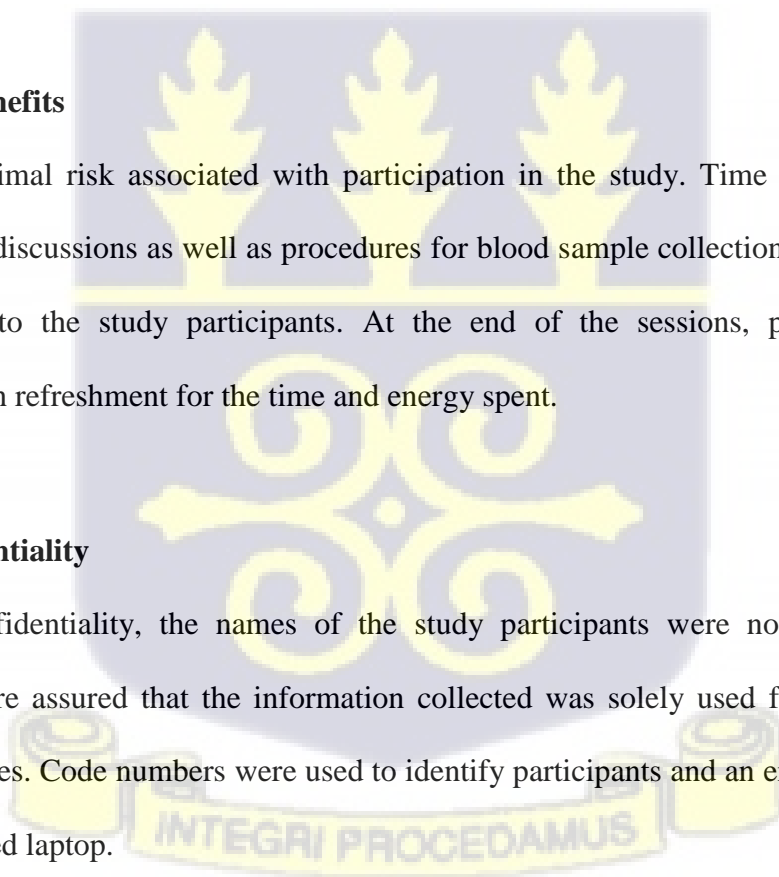 nefits
imal risk associated with participation in the study. Time
discussions as well as procedures for blood sample collection
to the study participants. At the end of the sessions, p
n refreshment for the time and energy spent.
ntiality
fidentiality, the names of the study participants were no
re assured that the information collected was solely used f
es. Code numbers were used to identify participants and an e
ed laptop.
INTEGRI PROCEDAMUS